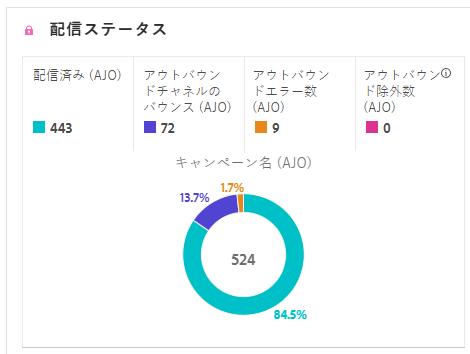 配信ステータス
配信済み (AJO)
443
アウトバウン
ドチャネルの
バウンス (AJO)
72
アウトバウン
ドエラー数
(AJO)
9
アウトバウン
ド除外数
(AJO)
0
キャンペーン名 (AJO)
1.7%
13.7%
524
84.5%